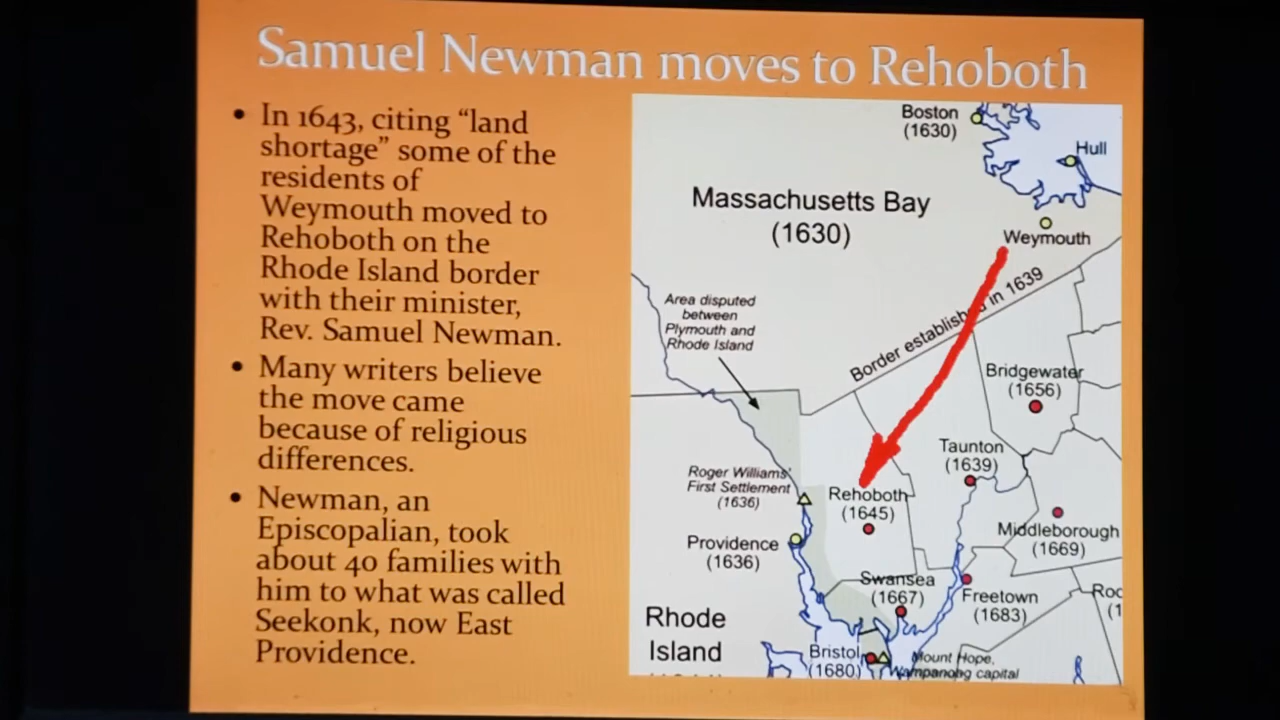 Samuel Newman moves to Rehoboth
• In 1643, citing “land
shortage” some of the
residents of
Weymouth moved to
Rehoboth on the
Rhode Island border
with their minister,
Rev. Samuel Newman.
• Many writers believe
the move came
because of religious
differences.
• Newman, an
Episcopalian, took
about 40 families with
him to what was called
Seekonk, now East
Providence.
Boston
(1630)
Hull
Massachusetts Bay
(1630)
Weymouth
Border established in 1639
Area disputed
between
Plymouth and
Rhode Island
Bridgewater
(1656)
Taunton
(1639)
Roger Williams'
First Settlement
(1636)
Rehoboth
(1645)
Middleborough
(1669)
Providence
(1636)
Swansea
(1667)
Freetown
(1683)
Rhode
Island
Bristol
(1680)
Mount Hope,
Wampanoag capital